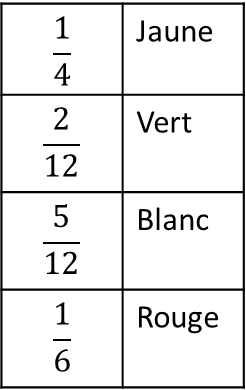 1/4 Jaune
2/12 Vert
5/12 Blanc
1/6 Rouge